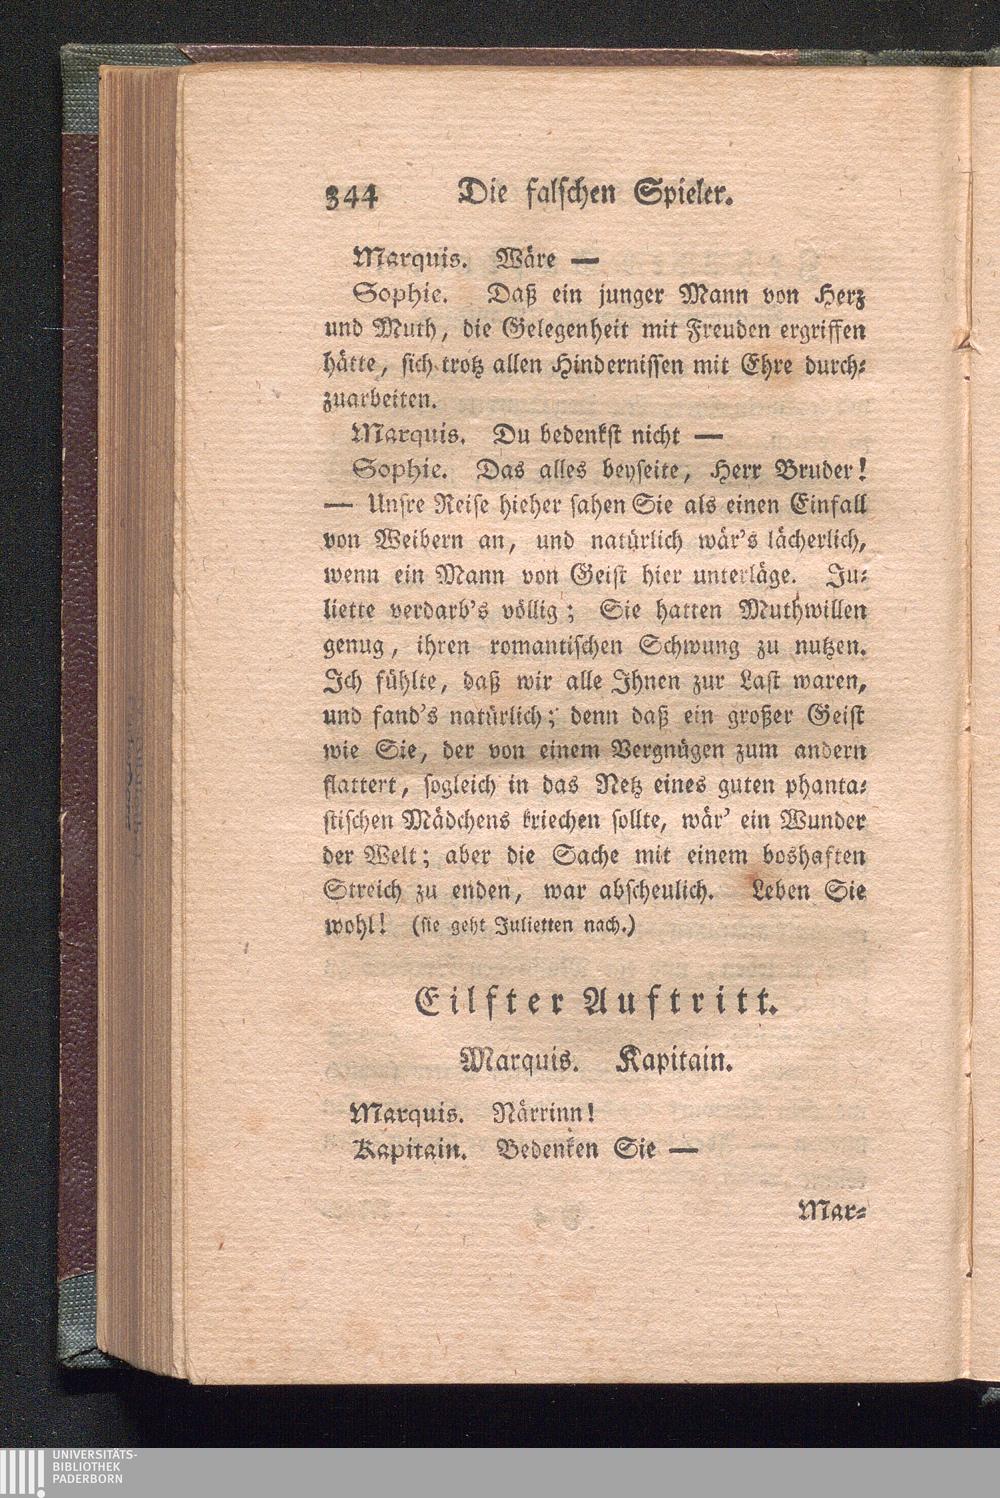 344 Die falschen Spieler.
Marquis. Wäre —
Sophie. Daß ein junger Mann von Herz
und Muth, die Gelegenheit mit Freuden ergriffen
hätte, sich trotz allen Hindernissen mit Ehre durch-
zuarbeiten.
Marquis. Du bedenkst nicht —
Sophie. Das alles beyseite, Herr Bruder!
— Unsre Reise hieher sahen Sie als einen Einfall
von Weibern an, und natürlich wär's lächerlich,
wenn ein Mann von Geist hier unterläge. Ju-
liette verdarb's völlig; Sie hatten Muthwillen
genug, ihren romantischen Schwung zu nutzen.
Ich fühlte, daß wir alle Ihnen zur Last waren,
und fand's natürlich; denn daß ein großer Geist
wie Sie, der von einem Vergnügen zum andern
flattert, sogleich in das Netz eines guten phanta-
stischen Mädchens kriechen sollte, wär' ein Wunder
der Welt; aber die Sache mit einem boshaften
Streich zu enden, war abscheulich. Leben Sie
wohl! (sie geht Julietten nach.)
Eilfter Auftritt.
Marquis. Kapitain.
Marquis. Närrinn!
Kapitain. Bedenken Sie —
Mar-
UNIVERSITÄTS-
BIBLIOTHEK
PADERBORN